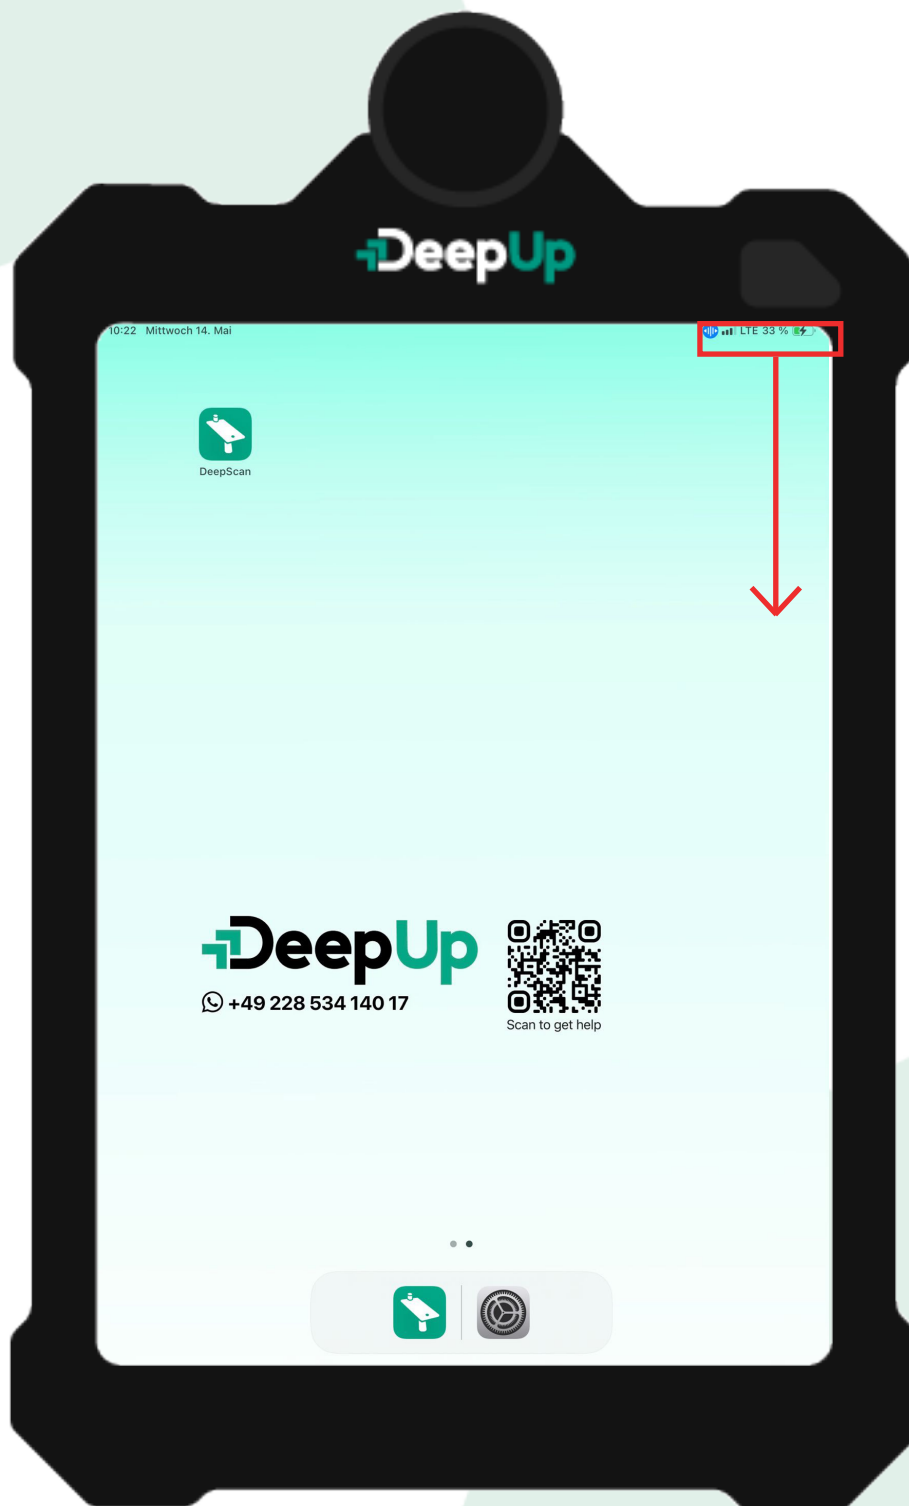 DeepUp
10:22 Mittwoch 14. Mai
LTE 33 %
DeepScan
DeepUp
+49 228 534 140 17
Scan to get help